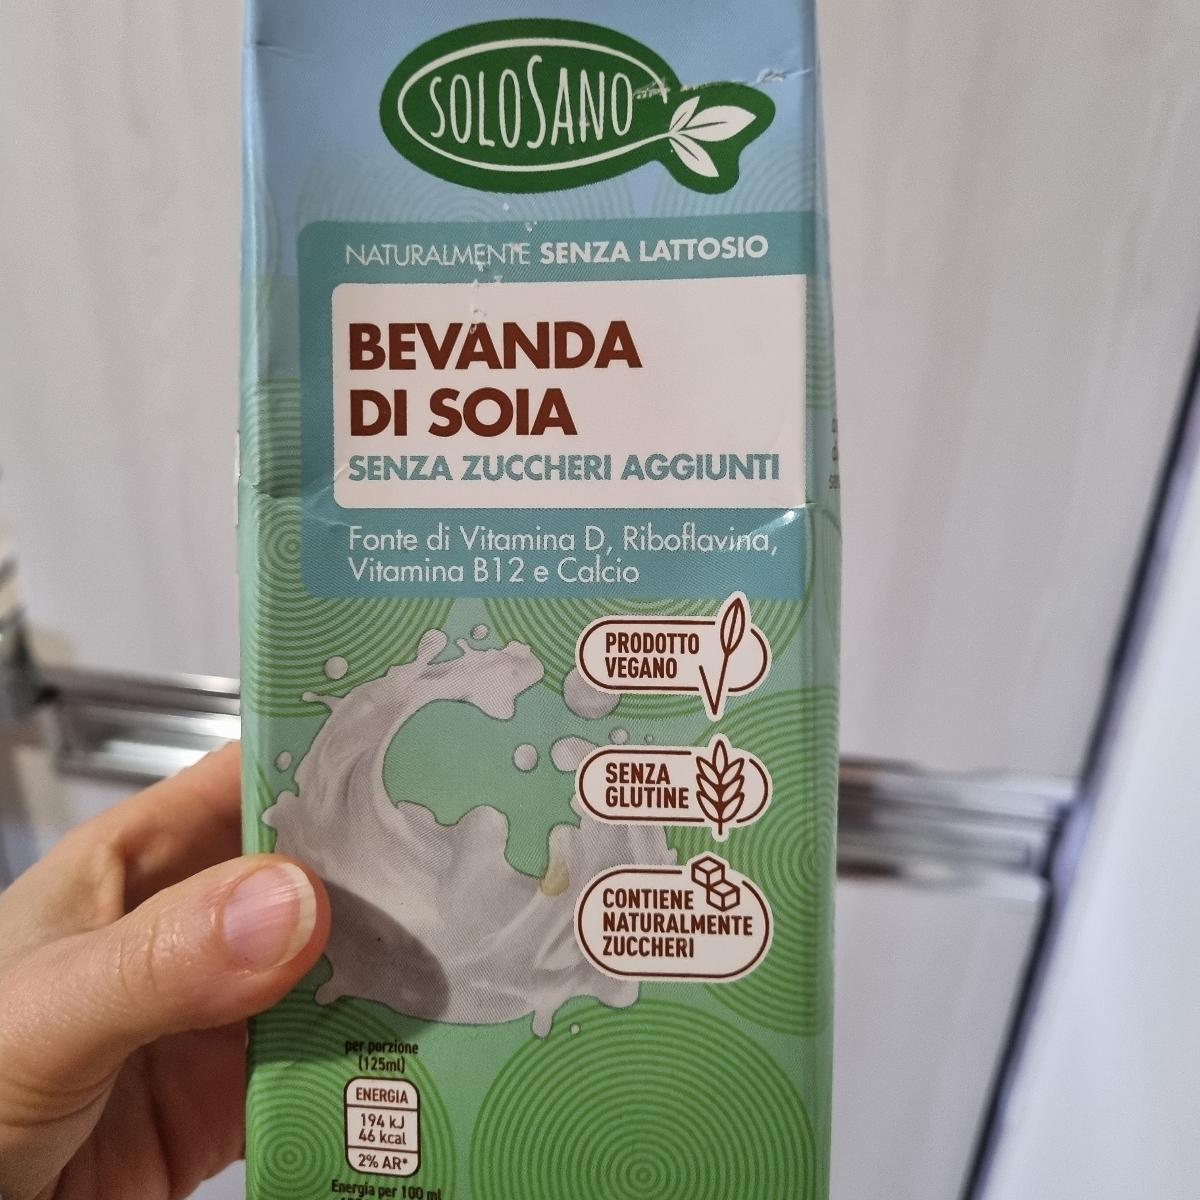 SOLOSANO
NATURALMENTE SENZA LATTOSIO
BEVANDA
DI SOIA
SENZA ZUCCHERI AGGIUNTI
Fonte di Vitamina D, Riboflavina,
Vitamina B12 e Calcio
PRODOTTO
VEGANO
SENZA
GLUTINE
CONTIENE
NATURALMENTE
ZUCCHERI
per porzione
(125ml)
ENERGIA
194 kJ
46 kcal
2% AR*
Energia per 100 ml